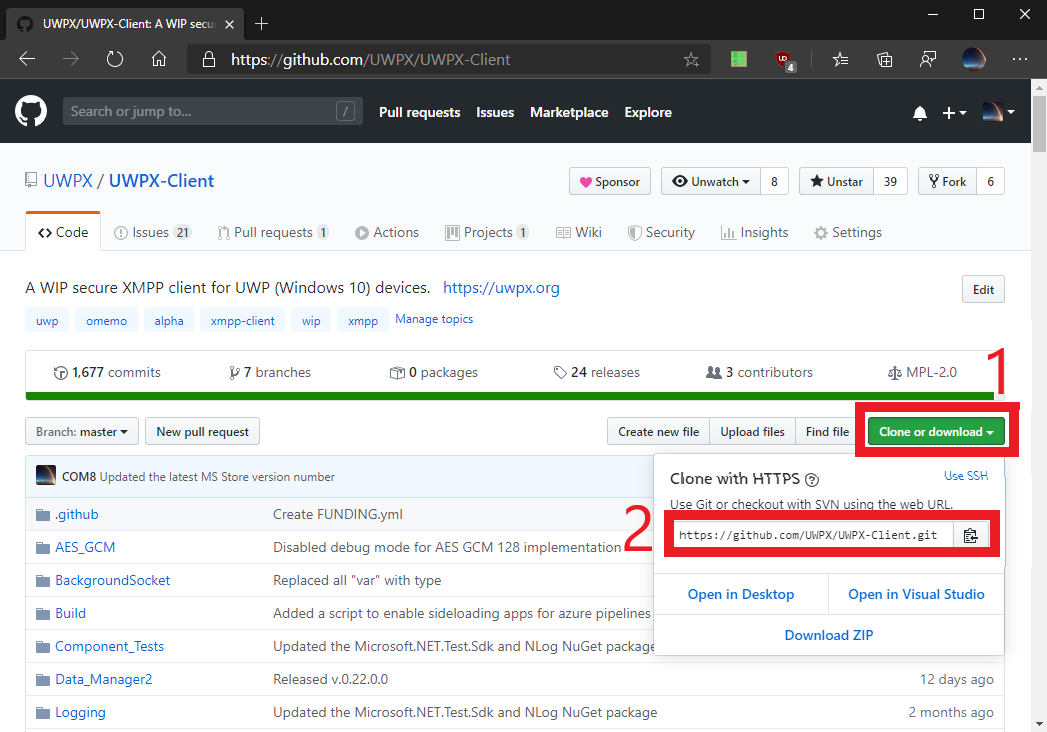 UWPX/UWPX-Client: A WIP secu
https://github.com/UWPX/UWPX-Client
UD 4
Search or jump to... / Pull requests Issues Marketplace Explore
UWPX / UWPX-Client Sponsor Unwatch 8 Unstar 39 Fork 6
Code Issues 21 Pull requests 1 Actions Projects 1 Wiki Security Insights Settings
A WIP secure XMPP client for UWP (Windows 10) devices. https://uwpx.org Edit
uwp omemo alpha xmpp-client wip xmpp Manage topics
1,677 commits 7 branches 0 packages 24 releases 3 contributors MPL-2.0
1
Branch: master New pull request Create new file Upload files Find file Clone or download
COM8 Updated the latest MS Store version number
Clone with HTTPS ? Use SSH
Use Git or checkout with SVN using the web URL.
2
https://github.com/UWPX/UWPX-Client.git
Open in Desktop Open in Visual Studio
Download ZIP
.github Create FUNDING.yml
AES_GCM Disabled debug mode for AES GCM 128 implementation
BackgroundSocket Replaced all "var" with type
Build Added a script to enable sideloading apps for azure pipelines
Component_Tests Updated the Microsoft.NET.Test.Sdk and NLog NuGet package
Data_Manager2 Released v.0.22.0.0 12 days ago
Logging Updated the Microsoft.NET.Test.Sdk and NLog NuGet package 2 months ago